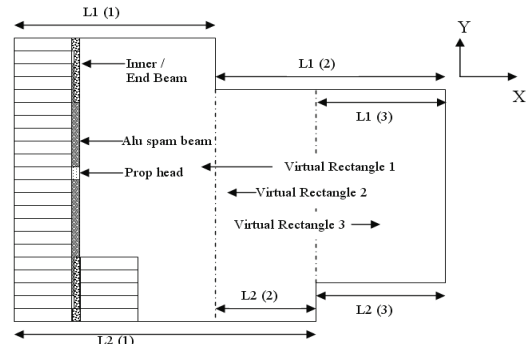 L1 (1)
Y
Inner /
End Beam
L1 (2)
X
L1 (3)
Alu spam beam
Prop head
Virtual Rectangle 1
Virtual Rectangle 2
Virtual Rectangle 3
L2 (2)
L2 (3)
L2 (1)